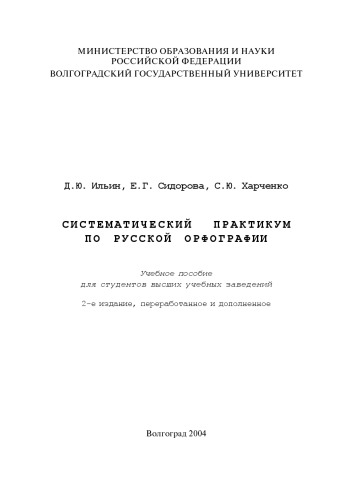 МИНИСТЕРСТВО ОБРАЗОВАНИЯ И НАУКИ
РОССИЙСКОЙ ФЕДЕРАЦИИ
ВОЛГОГРАДСКИЙ ГОСУДАРСТВЕННЫЙ УНИВЕРСИТЕТ
Д.Ю. Ильин, Е.Г. Сидорова, С.Ю. Харченко
СИСТЕМАТИЧЕСКИЙ ПРАКТИКУМ
ПО РУССКОЙ ОРФОГРАФИИ
Учебное пособие
для студентов высших учебных заведений
2-е издание, переработанное и дополненное
Волгоград 2004